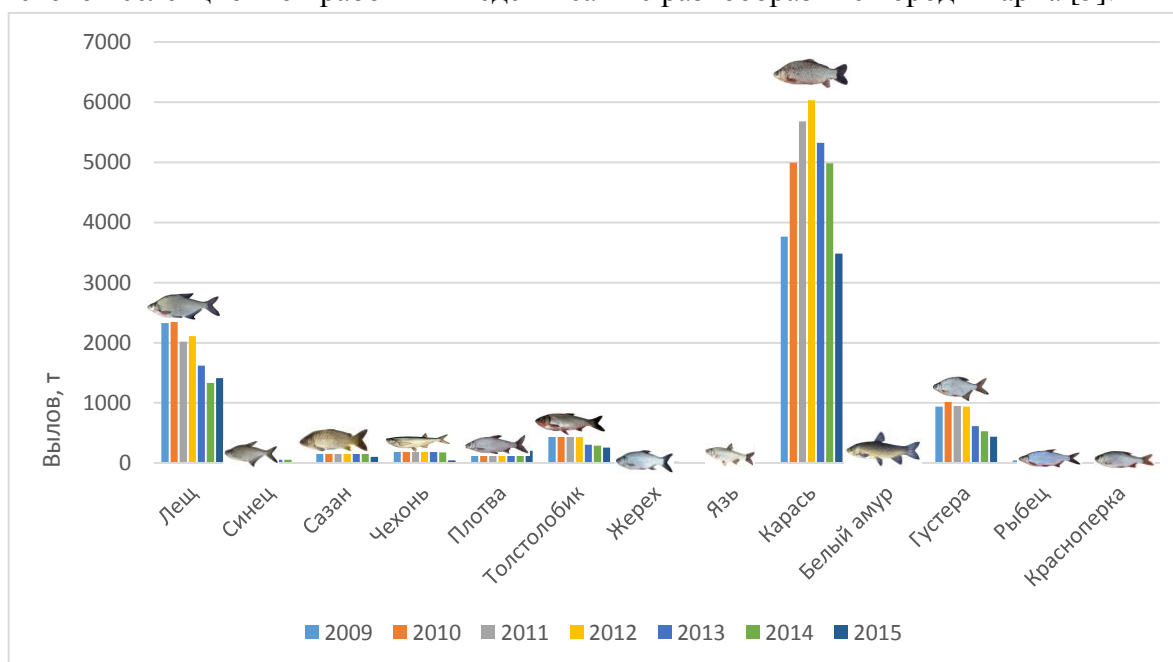 7000
6000
5000
4000
3000
2000
1000
0
Вылов, т
Лещ
Синец
Сазан
Чехонь
Плотва
Толстолобик
Жерех
Язь
Карась
Белый амур
Густера
Рыбец
Красноперка
2009 2010 2011 2012 2013 2014 2015